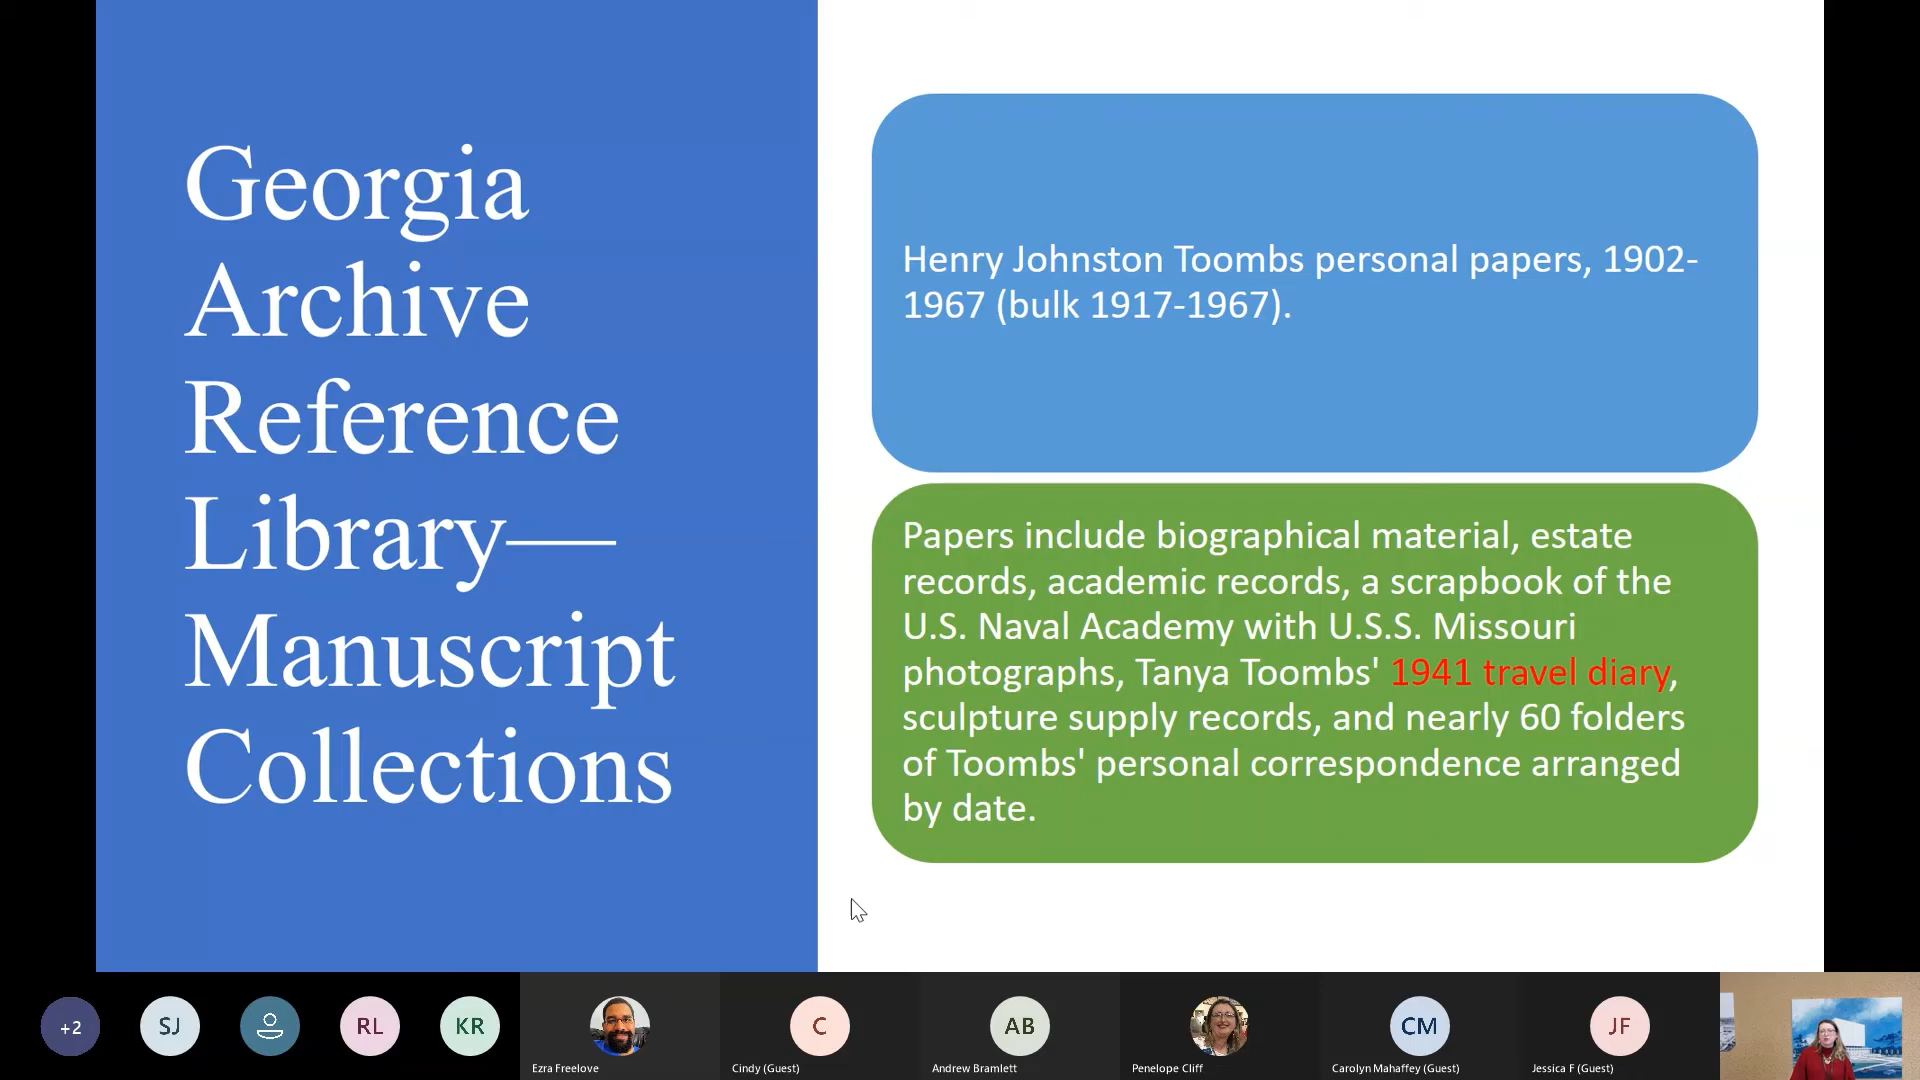 Georgia
Archive
Reference
Library—
Manuscript
Collections
Henry Johnston Toombs personal papers, 1902-
1967 (bulk 1917-1967).
Papers include biographical material, estate
records, academic records, a scrapbook of the
U.S. Naval Academy with U.S.S. Missouri
photographs, Tanya Toombs' 1941 travel diary,
sculpture supply records, and nearly 60 folders
of Toombs' personal correspondence arranged
by date.
+2
SJ
RL
KR
Ezra Freelove
C
Cindy (Guest)
AB
Andrew Bramlett
Penelope Cliff
CM
Carolyn Mahaffey (Guest)
JF
Jessica F (Guest)